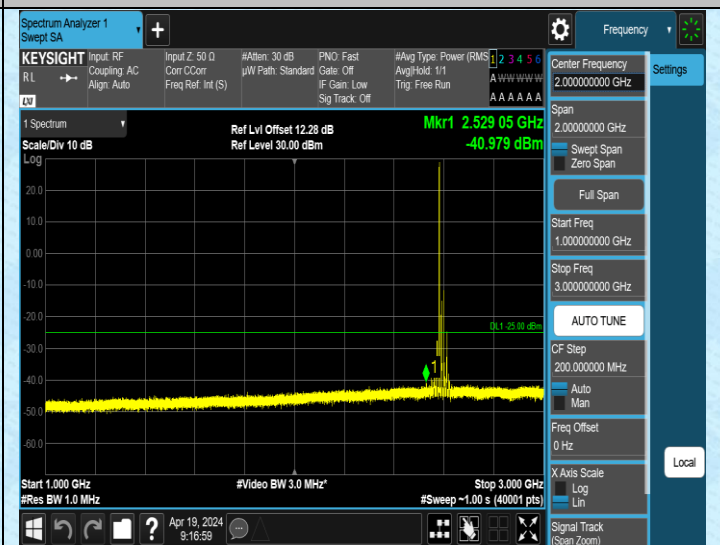 Spectrum Analyzer 1
Swept SA
+
Frequency
KEYSIGHT
RL
LXI
Input: RF
Coupling: AC
Align: Auto
Input Z: 50 Ω
Corr CCorr
Freq Ref: Int (S)
#Atten: 30 dB
µW Path: Standard
PNO: Fast
Gate: Off
IF Gain: Low
Sig Track: Off
#Avg Type: Power (RMS
Avg|Hold: 1/1
Trig: Free Run
1 2 3 4 5 6
A W W W W W
A A A A A A
1 Spectrum
Scale/Div 10 dB
Log
Ref Lvl Offset 12.28 dB
Ref Level 30.00 dBm
Mkr1 2.529 05 GHz
-40.979 dBm
20.0
10.0
0.00
-10.0
-20.0
-30.0
-40.0
-50.0
-60.0
DL1 -25.00 dBm
1
Start 1.000 GHz
#Res BW 1.0 MHz
#Video BW 3.0 MHz*
Stop 3.000 GHz
#Sweep ~1.00 s (40001 pts)
Apr 19, 2024
9:16:59
?
Center Frequency
2.000000000 GHz
Span
2.00000000 GHz
Swept Span
Zero Span
Full Span
Start Freq
1.000000000 GHz
Stop Freq
3.000000000 GHz
AUTO TUNE
CF Step
200.000000 MHz
Auto
Man
Freq Offset
0 Hz
X Axis Scale
Log
Lin
Signal Track
(Span Zoom)
Settings
Local